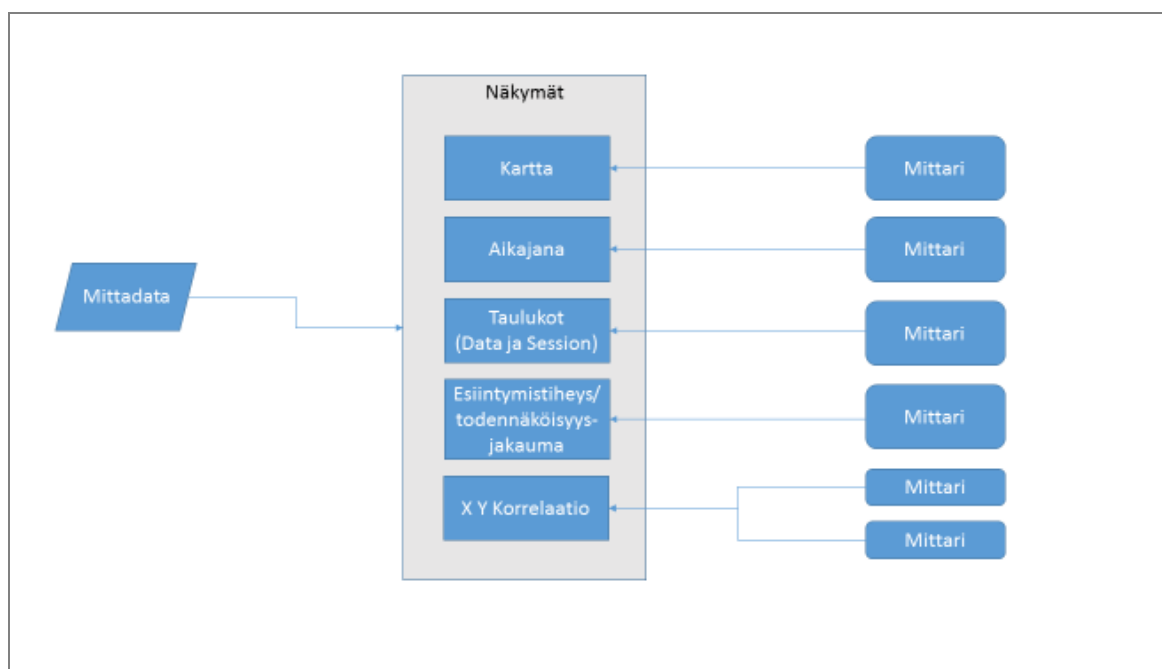 Näkymät
Kartta
Mittari
Aikajana
Mittari
Mittadata
Taulukot
(Data ja Session)
Mittari
Esiintymistiheys/
todennäköisyys-
jakauma
Mittari
X Y Korrelaatio
Mittari
Mittari